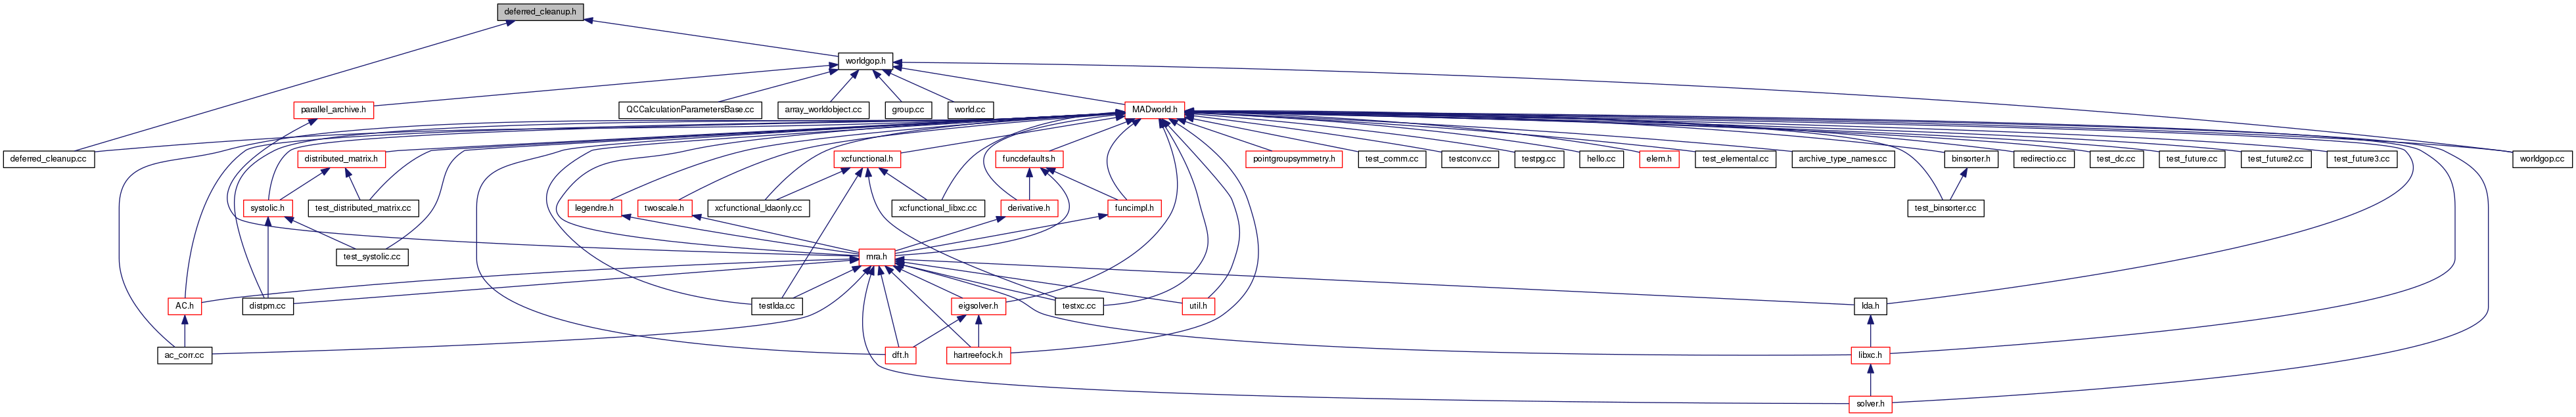 deferred_cleanup.h
worldgop.h
parallel_archive.h
QCCalculationParametersBase.cc
array_worldobject.cc
group.cc
world.cc
MADworld.h
deferred_cleanup.cc
distributed_matrix.h
xcfunctional.h
funcdefaults.h
pointgroupsymmetry.h
test_comm.cc
testconv.cc
testpg.cc
hello.cc
elem.h
test_elemental.cc
archive_type_names.cc
binsorter.h
redirectio.cc
test_dc.cc
test_future.cc
test_future2.cc
test_future3.cc
worldgop.cc
systolic.h
test_distributed_matrix.cc
legendre.h
twoscale.h
xcfunctional_ldaonly.cc
xcfunctional_libxc.cc
derivative.h
funcimpl.h
test_binsorter.cc
test_systolic.cc
mra.h
AC.h
distpm.cc
testlda.cc
eigsolver.h
testxc.cc
util.h
lda.h
ac_corr.cc
dft.h
hartreefock.h
libxc.h
solver.h